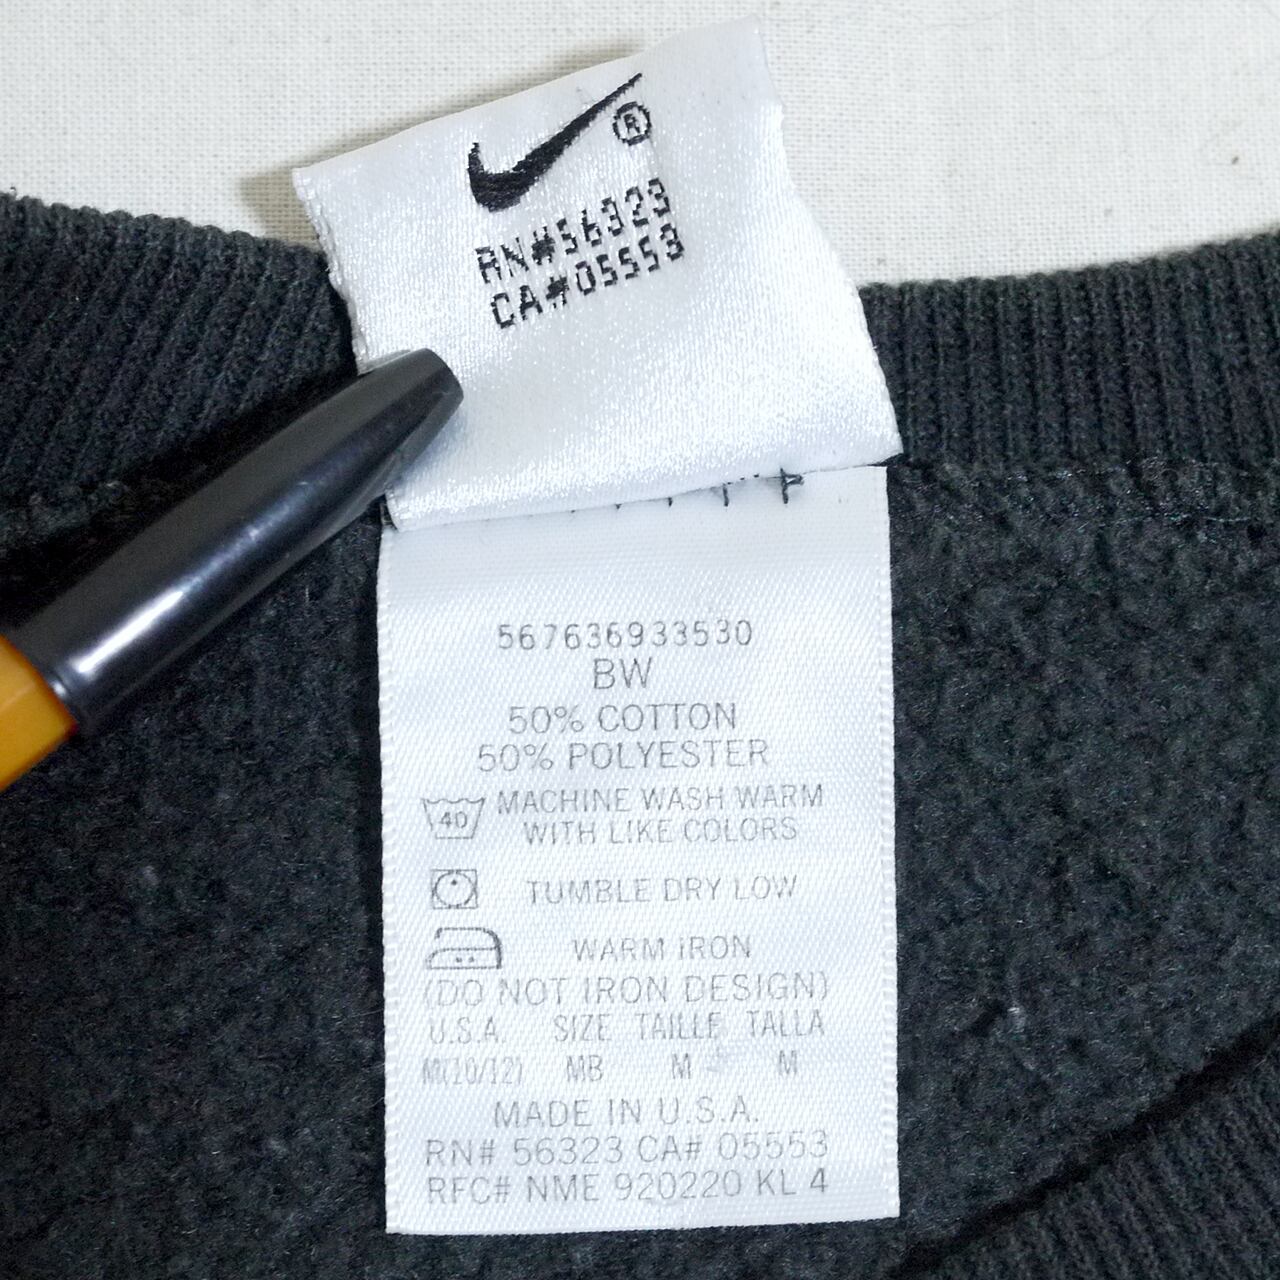 ®
RN#56323
CA#05553
567636933530
BW
50% COTTON
50% POLYESTER
40
MACHINE WASH WARM
WITH LIKE COLORS
TUMBLE DRY LOW
WARM IRON
(DO NOT IRON DESIGN)
U.S.A. SIZE TAILLE TALLA
M(10/12) MB M M
MADE IN U.S.A.
RN# 56323 CA# 05553
RFC# NME 920220 KL 4